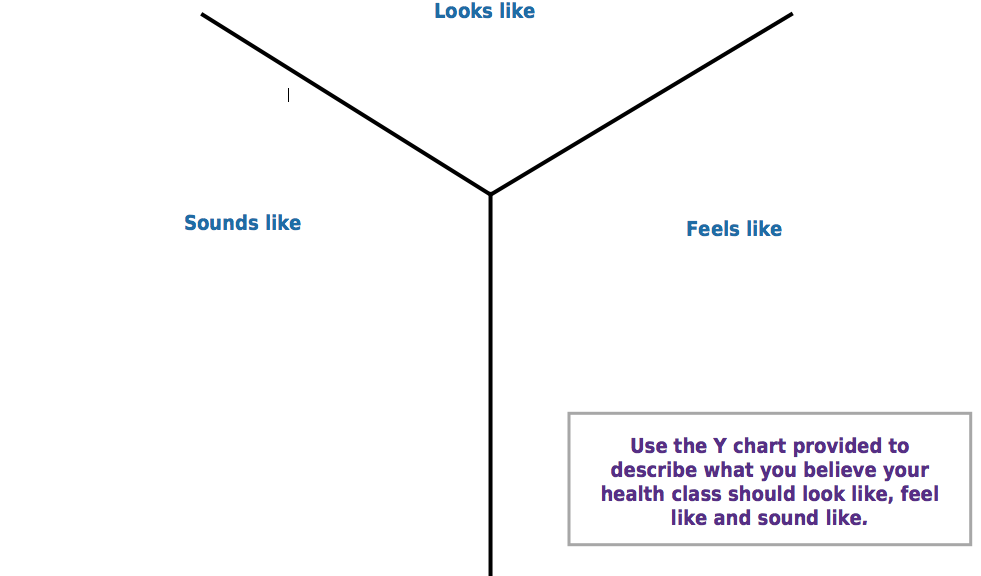 Looks like
Sounds like
Feels like
Use the Y chart provided to
describe what you believe your
health class should look like, feel
like and sound like.